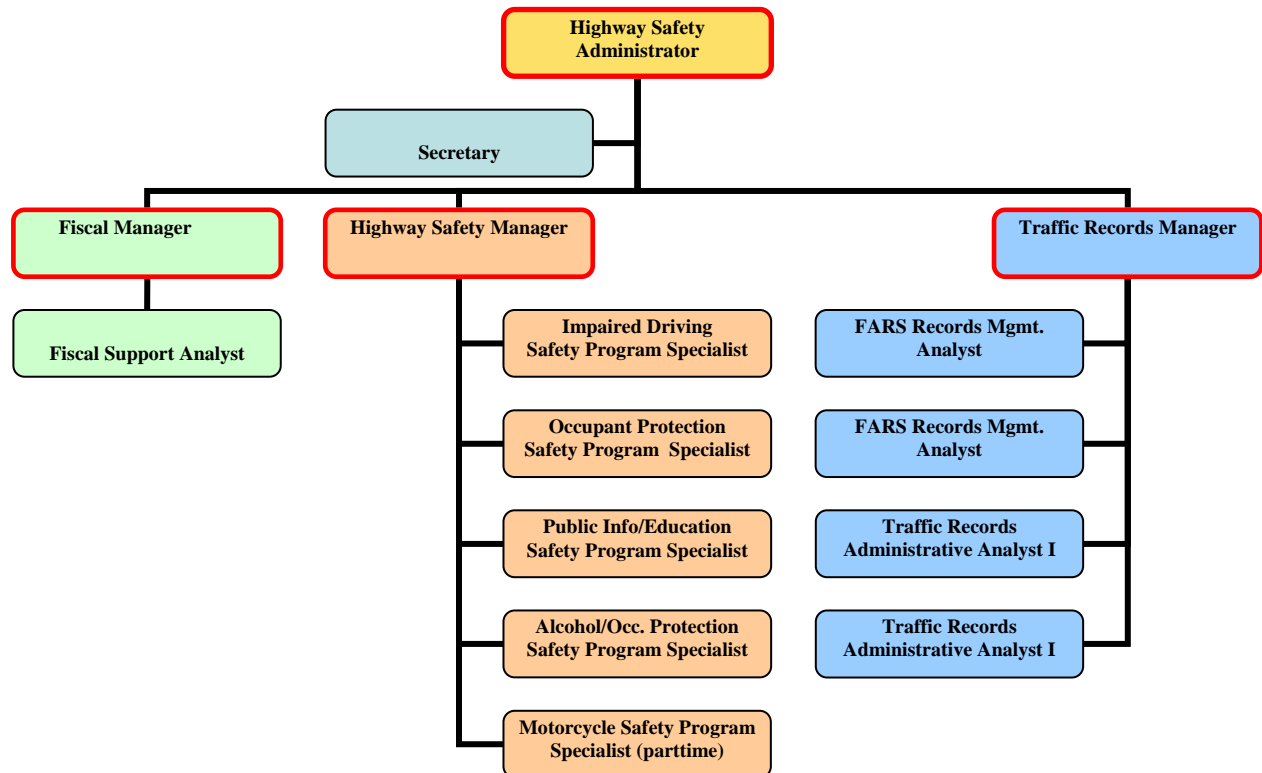 Highway Safety
Administrator
Secretary
Fiscal Manager
Highway Safety Manager
Traffic Records Manager
Fiscal Support Analyst
Impaired Driving
Safety Program Specialist
FARS Records Mgmt.
Analyst
Occupant Protection
Safety Program  Specialist
FARS Records Mgmt.
Analyst
Public Info/Education
Safety Program Specialist
Traffic Records
Administrative Analyst I
Alcohol/Occ. Protection
Safety Program Specialist
Traffic Records
Administrative Analyst I
Motorcycle Safety Program
Specialist (parttime)